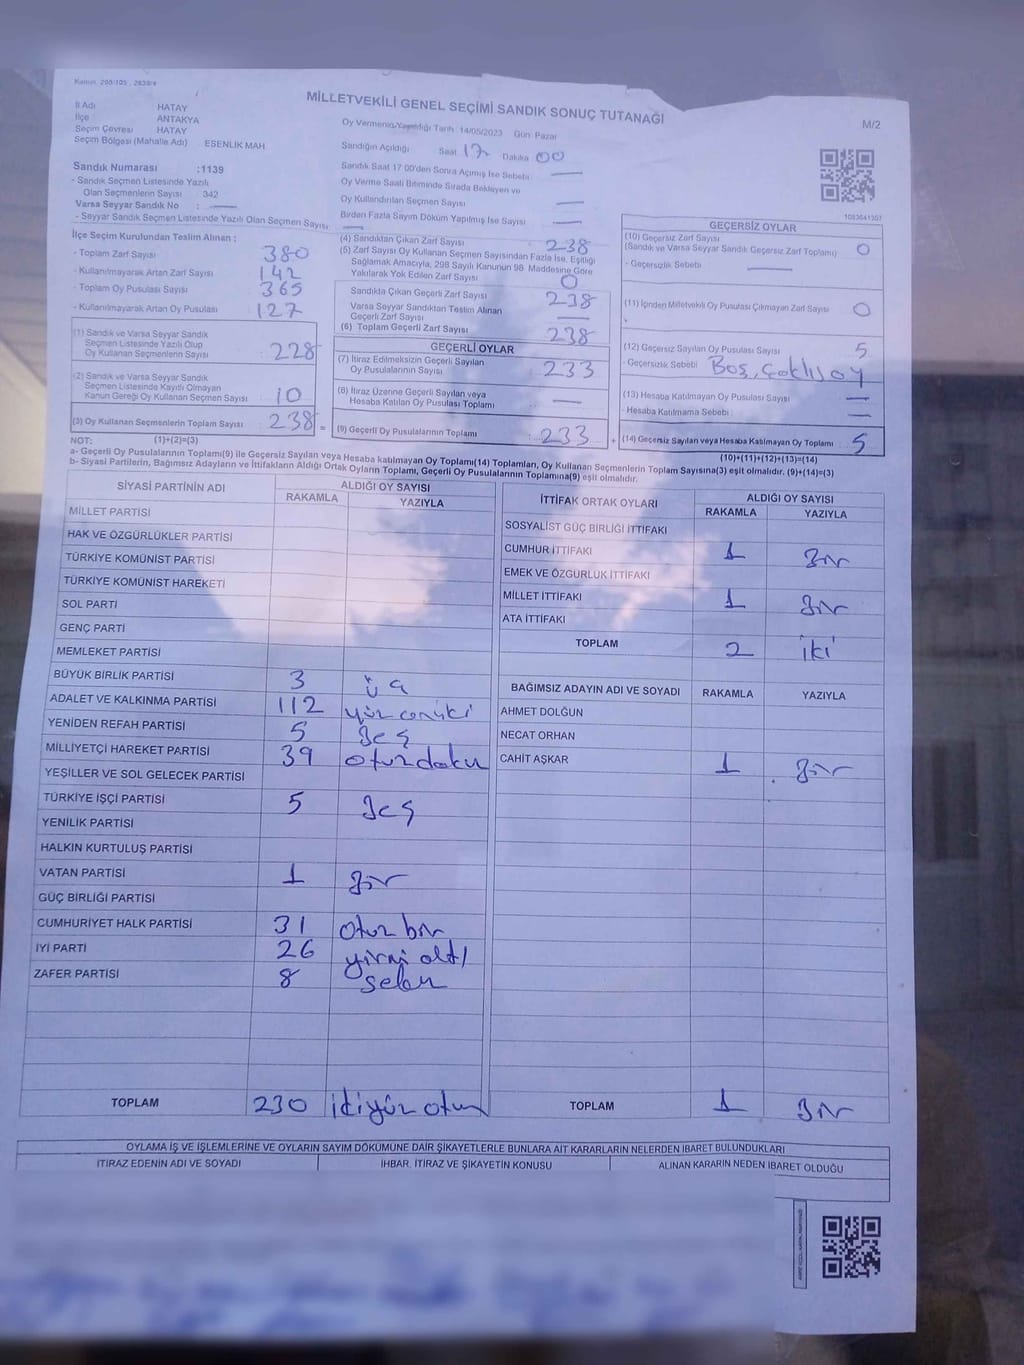 MİLLETVEKİLİ GENEL SEÇİMİ SANDIK SONUÇ TUTANAĞI
M/2
İl Adı HATAY
İlçe ANTAKYA
Seçim Çevresi HATAY
Seçim Bölgesi (Mahalle Adı) ESENLİK MAH
Sandık Numarası :1139
- Sandık Seçmen Listesinde Yazılı
Olan Seçmenlerin Sayısı : 342
Varsa Seyyar Sandık No : —
- Seyyar Sandık Seçmen Listesinde Yazılı Olan Seçmen Sayısı —
İlçe Seçim Kurulundan Teslim Alınan :
- Toplam Zarf Sayısı 380
- Kullanılmayarak Artan Zarf Sayısı 142
- Toplam Oy Pusulası Sayısı 365
- Kullanılmayarak Artan Oy Pusulası 127
(1) Sandık ve Varsa Seyyar Sandık
Seçmen Listesinde Yazılı Olup
Oy Kullanan Seçmenlerin Sayısı 228
(2) Sandık ve Varsa Seyyar Sandık
Seçmen Listesinde Kayıtlı Olmayan
Kanun Gereği Oy Kullanan Seçmen Sayısı 10
(3) Oy Kullanan Seçmenlerin Toplam Sayısı 238 =
Oy Vermenin Yapıldığı Tarih : 14/05/2023 Gün: Pazar
Sandığın Açıldığı Saat 17 Dakika 00
Sandık Saat 17:00'den Sonra Açılmış İse Sebebi —
Oy Verme Saati Bitiminde Sırada Bekleyen ve
Oy Kullandırılan Seçmen Sayısı —
Birden Fazla Sayım Döküm Yapılmış İse Sayısı —
(4) Sandıktan Çıkan Zarf Sayısı 238
(5) Zarf Sayısı Oy Kullanan Seçmen Sayısından Fazla İse, Eşitliği
Sağlamak Amacıyla, 298 Sayılı Kanunun 98. Maddesine Göre
Yakılarak Yok Edilen Zarf Sayısı 0
Sandıkta Çıkan Geçerli Zarf Sayısı 238
Varsa Seyyar Sandıktan Teslim Alınan
Geçerli Zarf Sayısı —
(6) Toplam Geçerli Zarf Sayısı 238
GEÇERLİ OYLAR
(7) İtiraz Edilmeksizin Geçerli Sayılan
Oy Pusulalarının Sayısı 233
(8) İtiraz Üzerine Geçerli Sayılan veya
Hesaba Katılan Oy Pusulası Toplamı —
(9) Geçerli Oy Pusulalarının Toplamı 233 +
GEÇERSİZ OYLAR
(10) Geçersiz Zarf Sayısı
(Sandık ve Varsa Seyyar Sandık Geçersiz Zarf Toplamı) 0
- Geçersizlik Sebebi —
(11) İçinden Milletvekili Oy Pusulası Çıkmayan Zarf Sayısı 0
(12) Geçersiz Sayılan Oy Pusulası Sayısı 5
- Geçersizlik Sebebi Boş, Çoklu oy
(13) Hesaba Katılmayan Oy Pusulası Sayısı —
- Hesaba Katılmama Sebebi —
(14) Geçersiz Sayılan veya Hesaba Katılmayan Oy Toplamı 5
NOT: (1)+(2)=(3) (10)+(11)+(12)+(13)=(14)
a- Geçerli Oy Pusulalarının Toplamı(9) ile Geçersiz Sayılan veya Hesaba katılmayan Oy Toplamı(14) Toplamları, Oy Kullanan Seçmenlerin Toplam Sayısına(3) eşit olmalıdır. (9)+(14)=(3)
b- Siyasi Partilerin, Bağımsız Adayların ve İttifakların Aldığı Ortak Oyların Toplamı, Geçerli Oy Pusulalarının Toplamına(9) eşit olmalıdır.
SİYASİ PARTİNİN ADI ALDIĞI OY SAYISI
RAKAMLA YAZIYLA
MİLLET PARTİSİ
HAK VE ÖZGÜRLÜKLER PARTİSİ
TÜRKİYE KOMÜNİST PARTİSİ
TÜRKİYE KOMÜNİST HAREKETİ
SOL PARTİ
GENÇ PARTİ
MEMLEKET PARTİSİ
BÜYÜK BİRLİK PARTİSİ 3 üç
ADALET VE KALKINMA PARTİSİ 112 yüz on iki
YENİDEN REFAH PARTİSİ 5 Beş
MİLLİYETÇİ HAREKET PARTİSİ 39 otuz dokuz
YEŞİLLER VE SOL GELECEK PARTİSİ
TÜRKİYE İŞÇİ PARTİSİ 5 Beş
YENİLİK PARTİSİ
HALKIN KURTULUŞ PARTİSİ
VATAN PARTİSİ 1 Bir
GÜÇ BİRLİĞİ PARTİSİ
CUMHURİYET HALK PARTİSİ 31 Otuz bir
İYİ PARTİ 26 yirmi altı
ZAFER PARTİSİ 8 sekiz
TOPLAM 230 ikiyüz otuz
İTTİFAK ORTAK OYLARI ALDIĞI OY SAYISI
RAKAMLA YAZIYLA
SOSYALİST GÜÇ BİRLİĞİ İTTİFAKI
CUMHUR İTTİFAKI 1 Bir
EMEK VE ÖZGÜRLÜK İTTİFAKI
MİLLET İTTİFAKI 1 Bir
ATA İTTİFAKI
TOPLAM 2 iki
BAĞIMSIZ ADAYIN ADI VE SOYADI RAKAMLA YAZIYLA
AHMET DOLĞUN
NECAT ORHAN
CAHİT AŞKAR 1 Bir
TOPLAM 1 Bir
OYLAMA İŞ VE İŞLEMLERİNE VE OYLARIN SAYIM DÖKÜMÜNE DAİR ŞİKAYETLERLE BUNLARA AİT KARARLARIN NELERDEN İBARET BULUNDUKLARI
İTİRAZ EDENİN ADI VE SOYADI İHBAR, İTİRAZ VE ŞİKAYETİN KONUSU ALINAN KARARIN NEDEN İBARET OLDUĞU